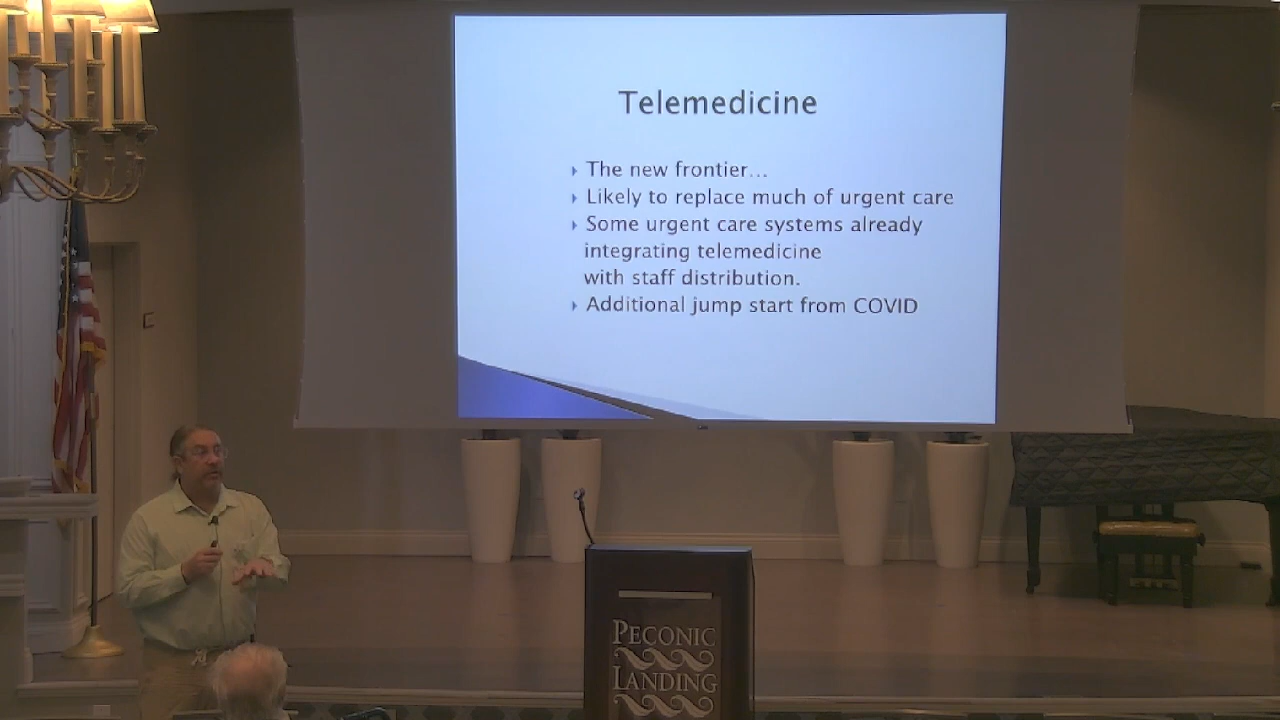 Telemedicine
The new frontier...
Likely to replace much of urgent care
Some urgent care systems already
integrating telemedicine
with staff distribution.
Additional jump start from COVID
PECONIC
LANDING